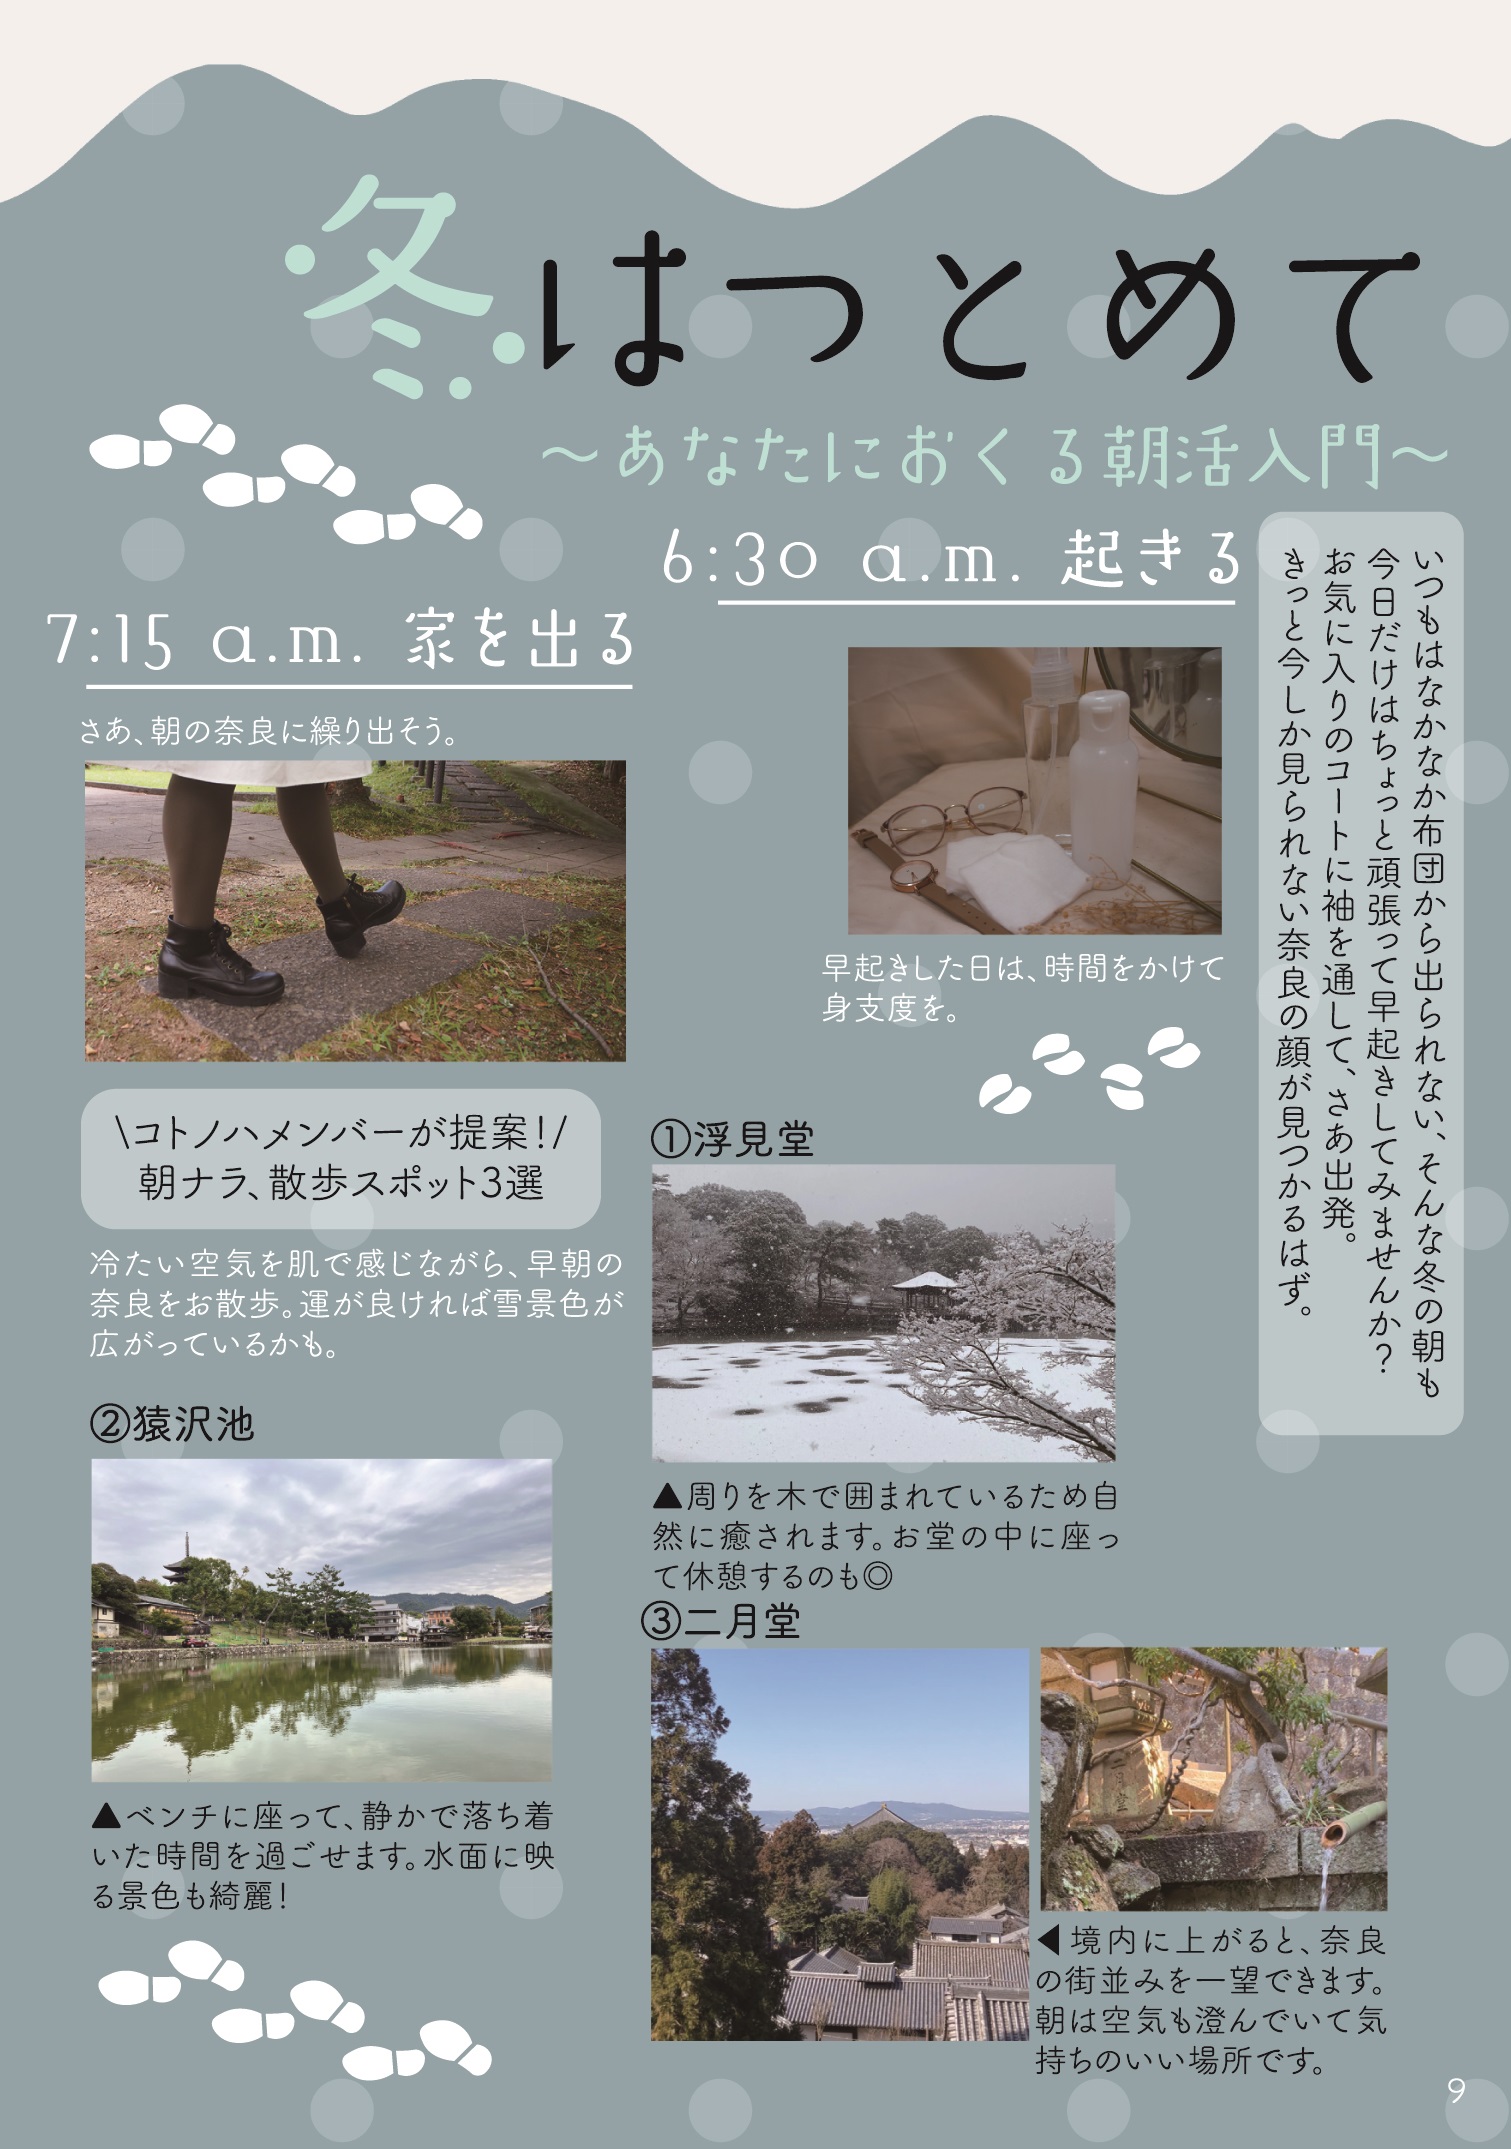 冬はつとめて
～あなたにおくる朝活入門～
いつもはなかなか布団から出られない、そんな冬の朝も
今日だけはちょっと頑張って早起きしてみませんか？
お気に入りのコートに袖を通して、さあ出発。
きっと今しか見られない奈良の顔が見つかるはず。
6:30 a.m. 起きる
早起きした日は、時間をかけて
身支度を。
7:15 a.m. 家を出る
さあ、朝の奈良に繰り出そう。
\コトノハメンバーが提案！/
朝ナラ、散歩スポット3選
冷たい空気を肌で感じながら、早朝の
奈良をお散歩。運が良ければ雪景色が
広がっているかも。
①浮見堂
▲周りを木で囲まれているため自
然に癒されます。お堂の中に座っ
て休憩するのも◎
②猿沢池
▲ベンチに座って、静かで落ち着
いた時間を過ごせます。水面に映
る景色も綺麗！
③二月堂
二月堂
◀境内に上がると、奈良
の街並みを一望できます。
朝は空気も澄んでいて気
持ちのいい場所です。
9